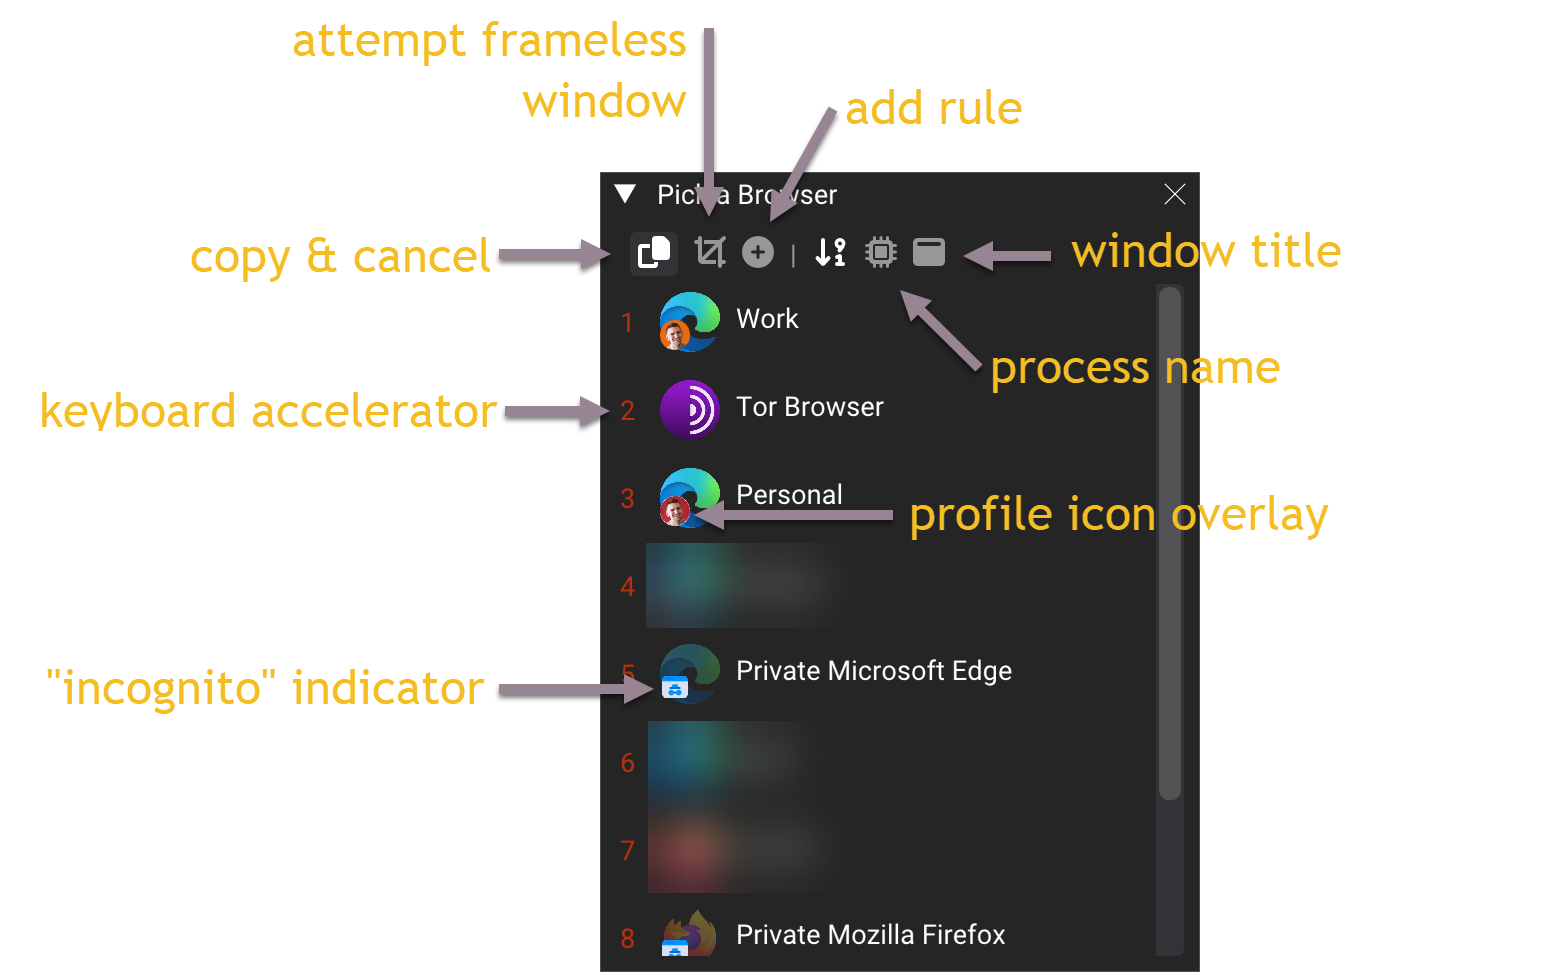 attempt frameless
window
add rule
Pick a Browser
copy & cancel
window title
1 Work
process name
keyboard accelerator
2 Tor Browser
3 Personal
profile icon overlay
4
"incognito" indicator
5 Private Microsoft Edge
6
7
8 Private Mozilla Firefox